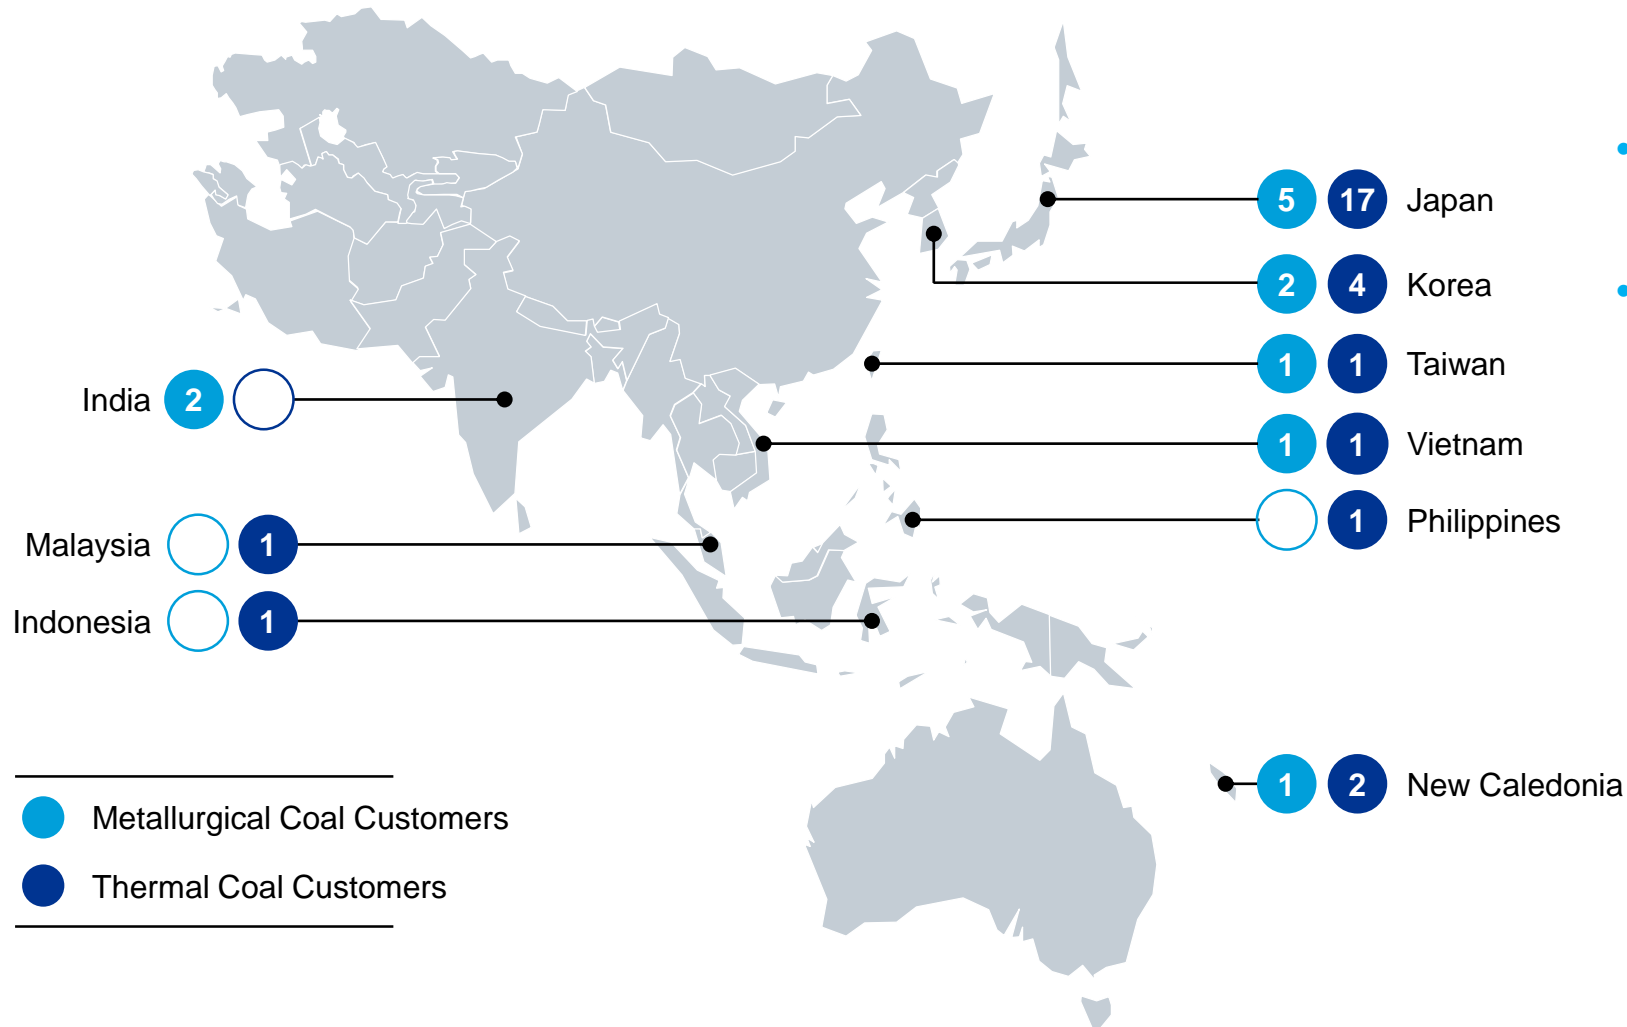 5 17 Japan
2 4 Korea
1 1 Taiwan
India 2
1 1 Vietnam
1 Philippines
Malaysia 1
Indonesia 1
1 2 New Caledonia
Metallurgical Coal Customers
Thermal Coal Customers